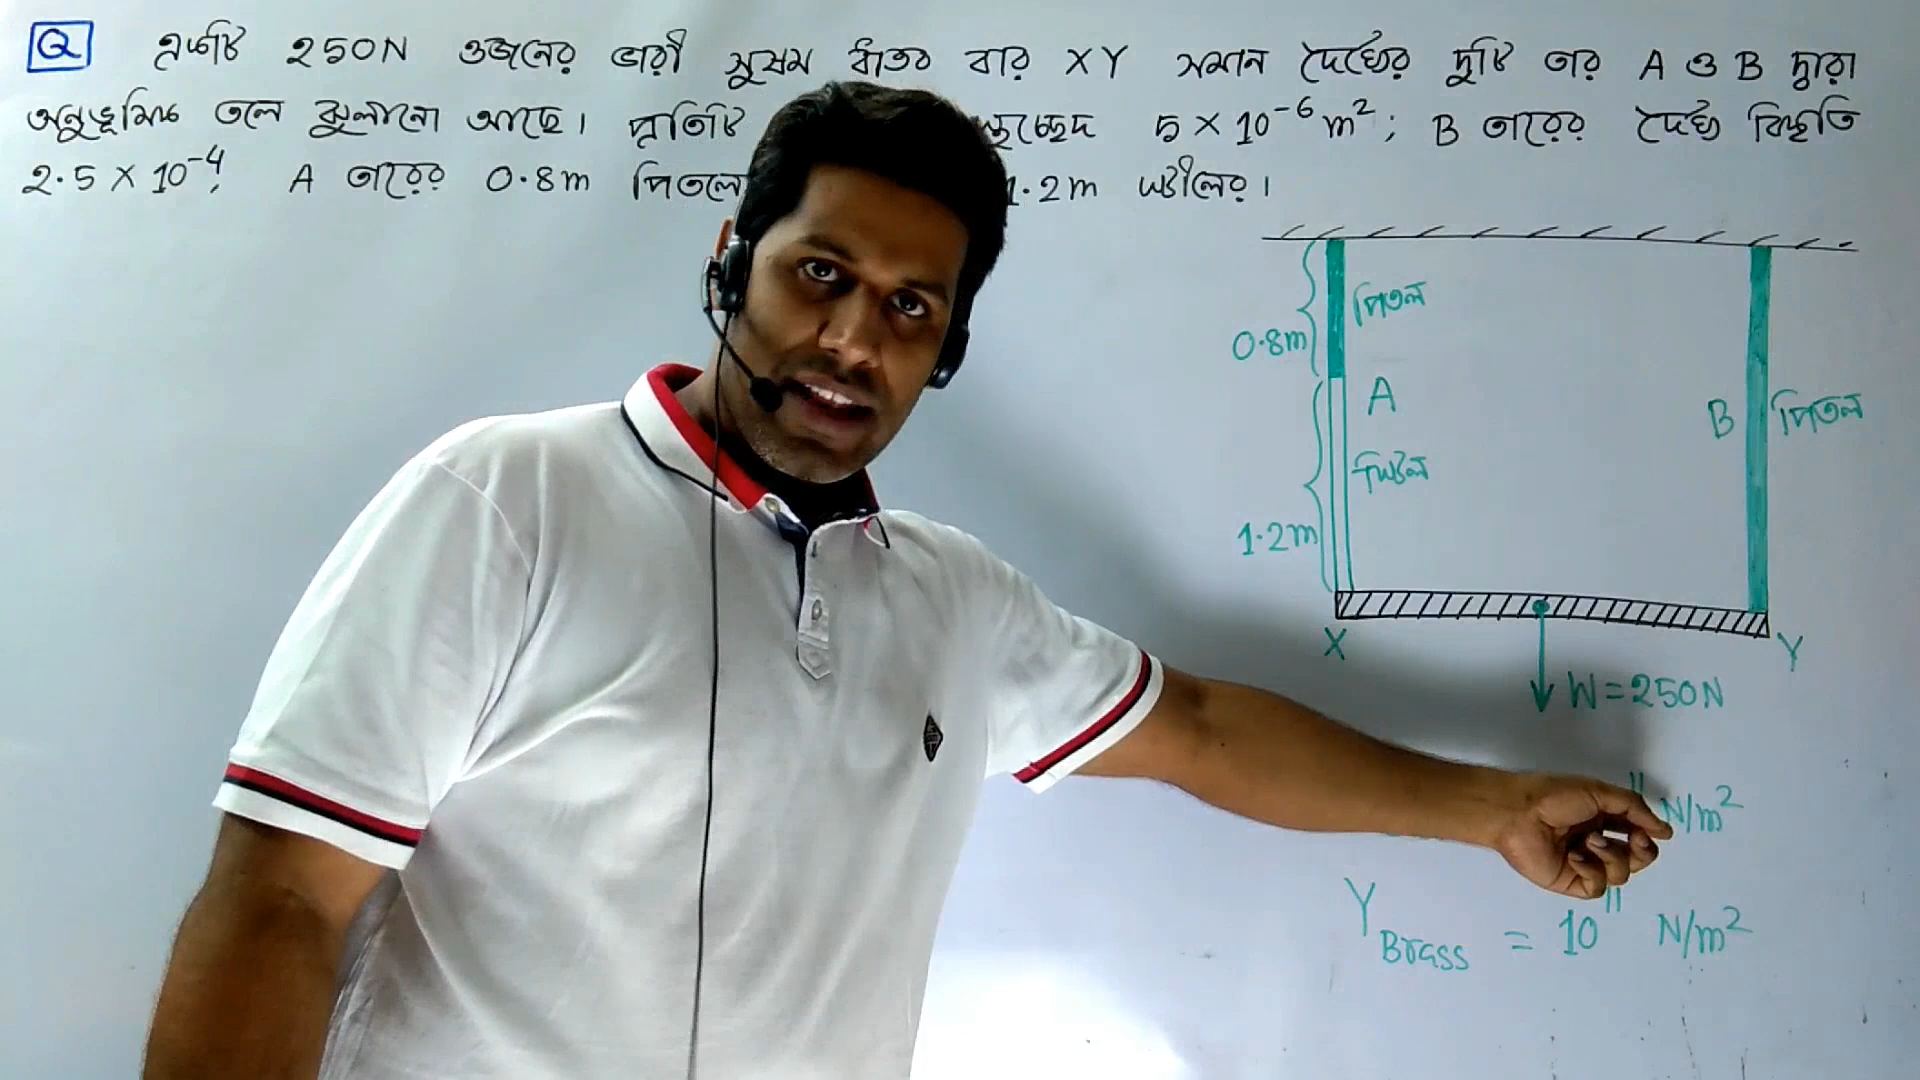 Q একটি 250N ওজনের ভারী সুষম ধাতব বার XY সমান দৈর্ঘ্যের দুটি তার A ও B দ্বারা
অনুভূমিক তলে ঝুলানো আছে। প্রতিটি 5 × 10⁻⁶ m²; B তারের দৈর্ঘ্য বিকৃতি
2.5 × 10⁻⁴; A তারের 0.8m 1.2m স্টীলের।
পিতল
0.8m
A
B পিতল
স্টিল
1.2m
X
Y
W = 250N
N/m²
Y Brass = 10¹¹ N/m²